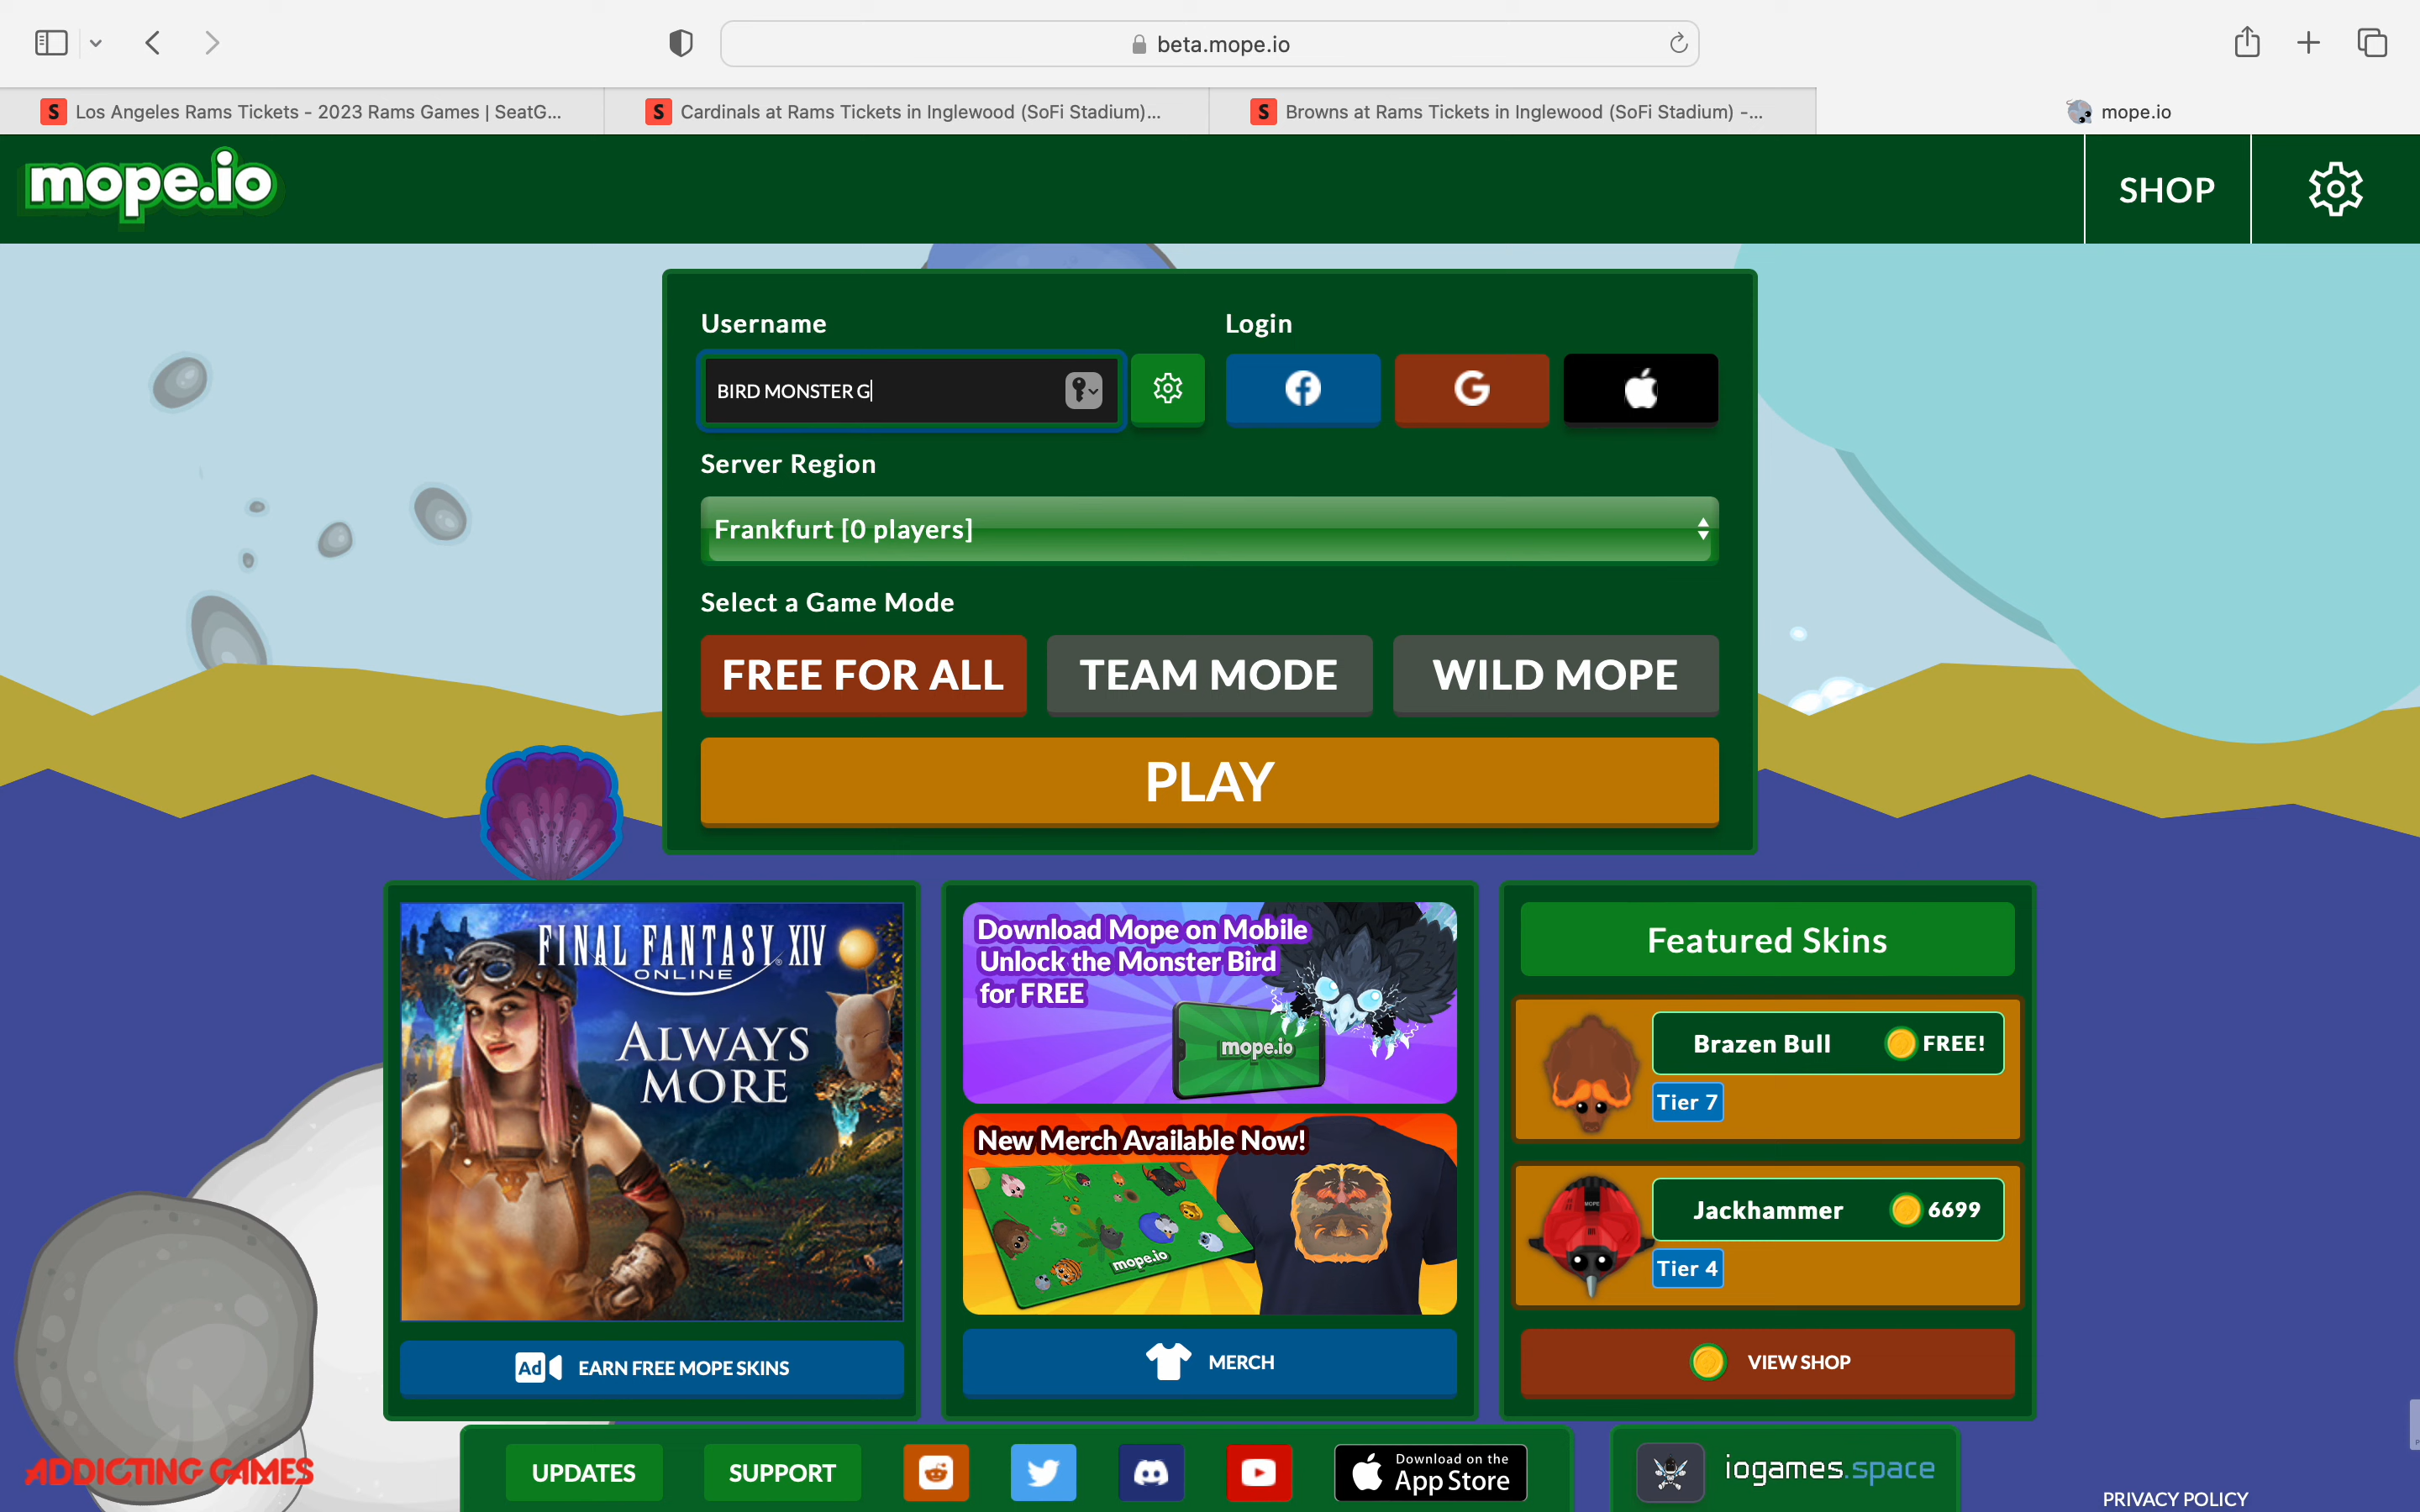 beta.mope.io
S Los Angeles Rams Tickets - 2023 Rams Games | SeatG...
S Cardinals at Rams Tickets in Inglewood (SoFi Stadium)...
S Browns at Rams Tickets in Inglewood (SoFi Stadium) -...
mope.io
mope.io
SHOP
Username
Login
BIRD MONSTER G
Server Region
Frankfurt [0 players]
Select a Game Mode
FREE FOR ALL
TEAM MODE
WILD MOPE
PLAY
FINAL FANTASY XIV
ONLINE
ALWAYS
MORE
Ad EARN FREE MOPE SKINS
Download Mope on Mobile
Unlock the Monster Bird
for FREE
mope.io
New Merch Available Now!
mope.io
MERCH
Featured Skins
Brazen Bull FREE!
Tier 7
Jackhammer 6699
Tier 4
VIEW SHOP
ADDICTING GAMES
UPDATES
SUPPORT
Download on the
App Store
iogames.space
PRIVACY POLICY